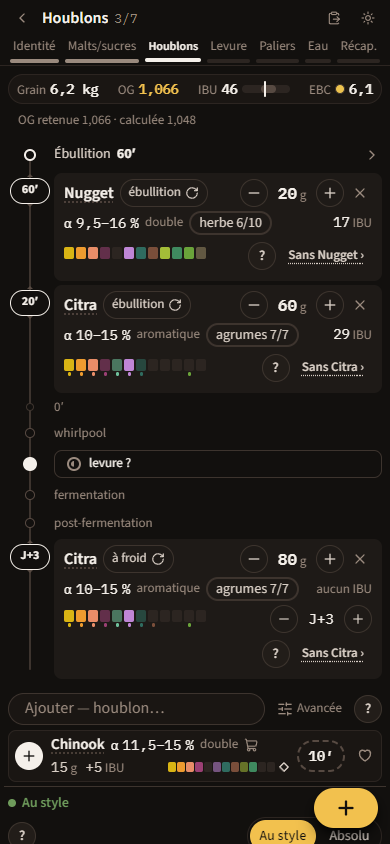 Houblons 3/7
Identité Malts/sucres Houblons Levure Paliers Eau Récap.
Grain 6,2 kg OG 1,066 IBU 46 EBC 6,1
OG retenue 1,066 · calculée 1,048
Ébullition 60′ ›
60′ Nugget ébullition − 20 g + ×
α 9,5–16 % double herbe 6/10 17 IBU
? Sans Nugget ›
20′ Citra ébullition − 60 g + ×
α 10–15 % aromatique agrumes 7/7 29 IBU
? Sans Citra ›
0′
whirlpool
levure ?
fermentation
post-fermentation
J+3 Citra à froid − 80 g + ×
α 10–15 % aromatique agrumes 7/7 aucun IBU
− J+3 +
? Sans Citra ›
Ajouter — houblon… Avancée ?
+ Chinook α 11,5–15 % double
15 g +5 IBU 10′
Au style
+
? Au style Absolu